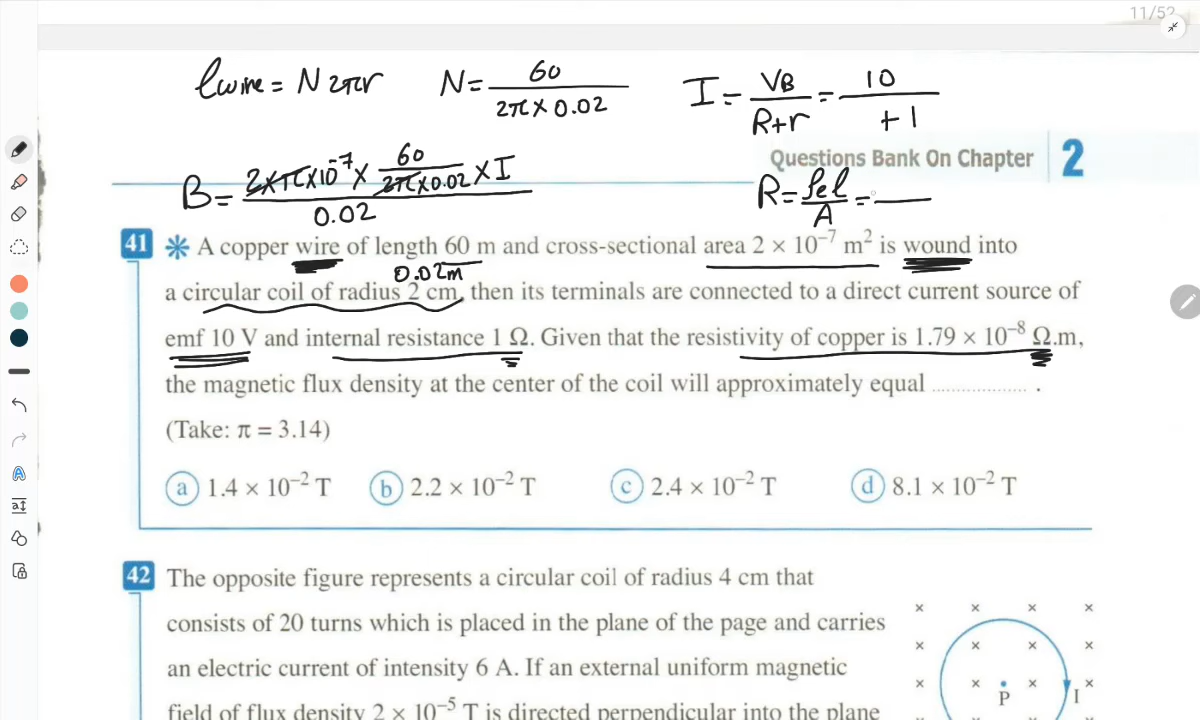 11/52
ℓwire = N 2πr   N = 60 / 2π × 0.02   I = VB / R+r = 10 / +1
B = 2×π×10⁻⁷ × 60 / 2π×0.02 × I / 0.02
Questions Bank On Chapter 2
R = ρe ℓ / A =
41 * A copper wire of length 60 m and cross-sectional area 2 × 10⁻⁷ m² is wound into
0.02m
a circular coil of radius 2 cm, then its terminals are connected to a direct current source of
emf 10 V and internal resistance 1 Ω. Given that the resistivity of copper is 1.79 × 10⁻⁸ Ω.m,
the magnetic flux density at the center of the coil will approximately equal .................. .
(Take: π = 3.14)
a 1.4 × 10⁻² T b 2.2 × 10⁻² T c 2.4 × 10⁻² T d 8.1 × 10⁻² T
42 The opposite figure represents a circular coil of radius 4 cm that
consists of 20 turns which is placed in the plane of the page and carries
an electric current of intensity 6 A. If an external uniform magnetic
field of flux density 2 × 10⁻⁵ T is directed perpendicular into the plane
P
I